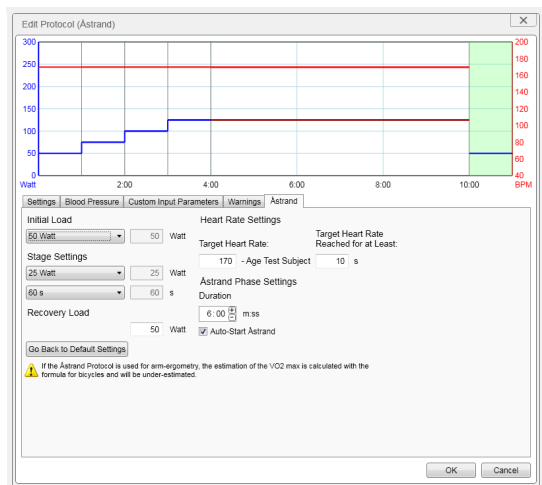 Edit Protocol (Åstrand)
300
250
200
150
100
50
0
Watt
2:00
4:00
6:00
8:00
10:00
200
180
160
140
120
100
80
60
40
BPM
Settings
Blood Pressure
Custom Input Parameters
Warnings
Åstrand
Initial Load
50 Watt
50 Watt
Stage Settings
25 Watt
25 Watt
60 s
60 s
Recovery Load
50 Watt
Heart Rate Settings
Target Heart Rate:
170 - Age Test Subject
Target Heart Rate
Reached for at Least:
10 s
Åstrand Phase Settings
Duration
6:00 m:ss
Auto-Start Åstrand
Go Back to Default Settings
If the Åstrand Protocol is used for arm-ergometry, the estimation of the VO2 max is calculated with the
formula for bicycles and will be under-estimated.
OK
Cancel